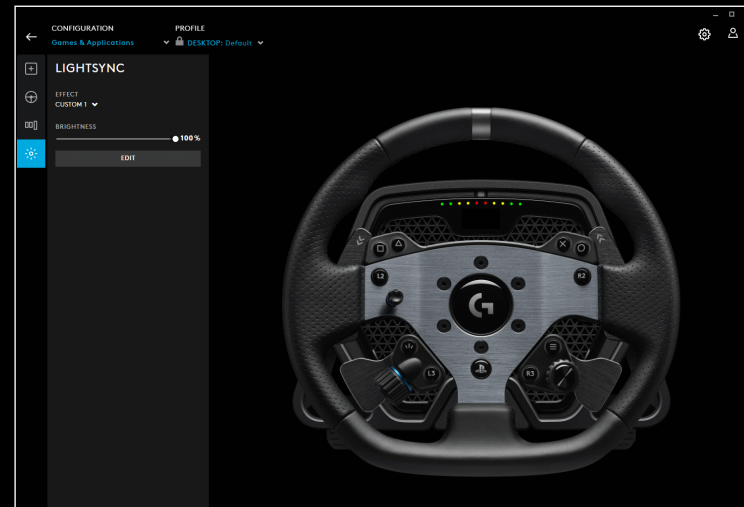 CONFIGURATION
PROFILE
Games & Applications
DESKTOP: Default
LIGHTSYNC
EFFECT
CUSTOM 1
BRIGHTNESS
100%
EDIT
L2
R2
L3
R3